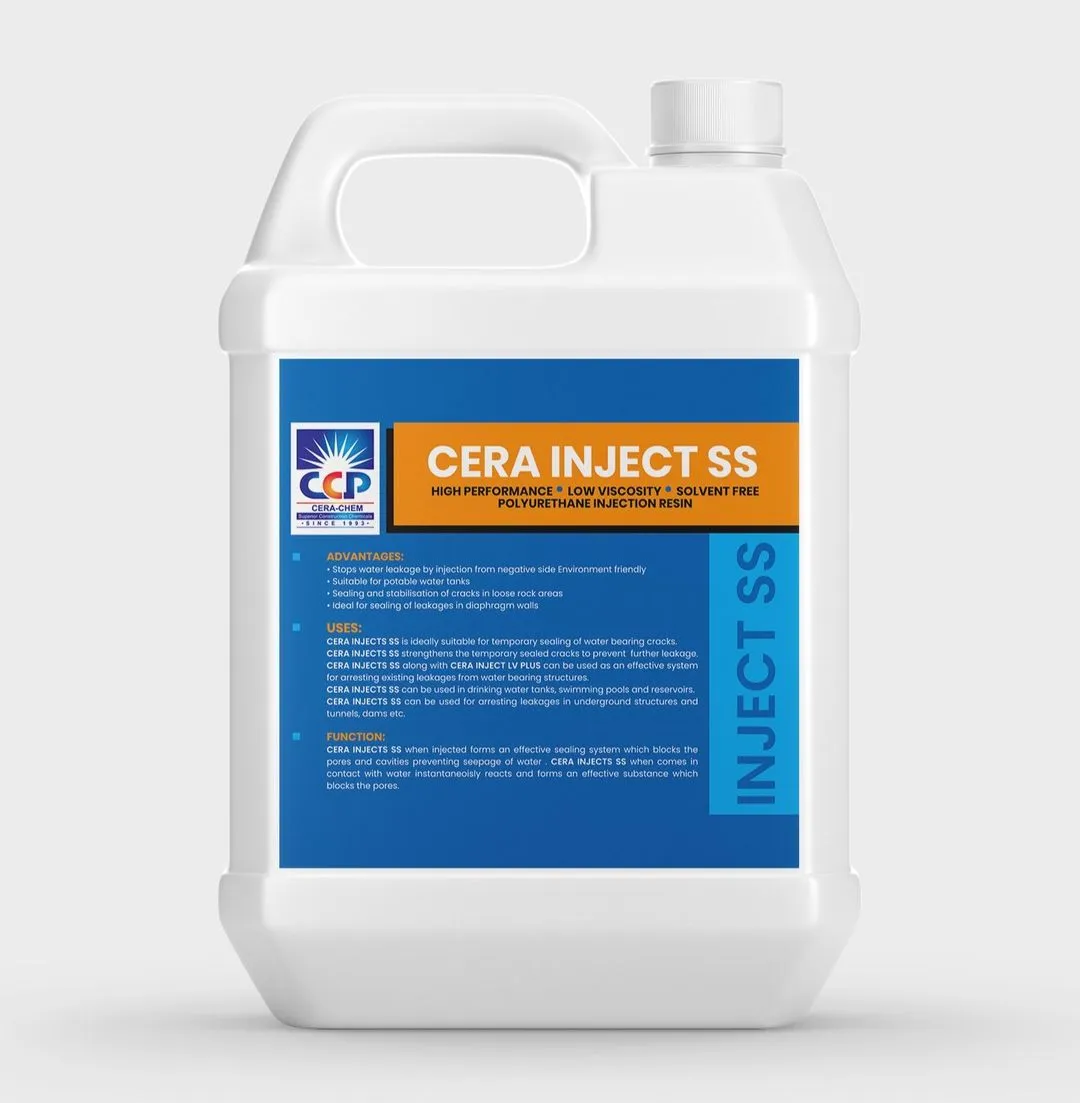 CCP
CERA-CHEM
Superior Construction Chemicals
•SINCE 1993•
CERA INJECT SS
HIGH PERFORMANCE • LOW VISCOSITY • SOLVENT FREE
POLYURETHANE INJECTION RESIN
ADVANTAGES:
• Stops water leakage by injection from negative side Environment friendly
• Suitable for potable water tanks
• Sealing and stabilisation of cracks in loose rock areas
• Ideal for sealing of leakages in diaphragm walls
USES:
CERA INJECTS SS is ideally suitable for temporary sealing of water bearing cracks.
CERA INJECTS SS strengthens the temporary sealed cracks to prevent further leakage.
CERA INJECTS SS along with CERA INJECT LV PLUS can be used as an effective system
for arresting existing leakages from water bearing structures.
CERA INJECTS SS can be used in drinking water tanks, swimming pools and reservoirs.
CERA INJECTS SS can be used for arresting leakages in underground structures and
tunnels, dams etc.
FUNCTION:
CERA INJECTS SS when injected forms an effective sealing system which blocks the
pores and cavities preventing seepage of water . CERA INJECTS SS when comes in
contact with water instantaneoisly reacts and forms an effective substance which
blocks the pores.
INJECT SS